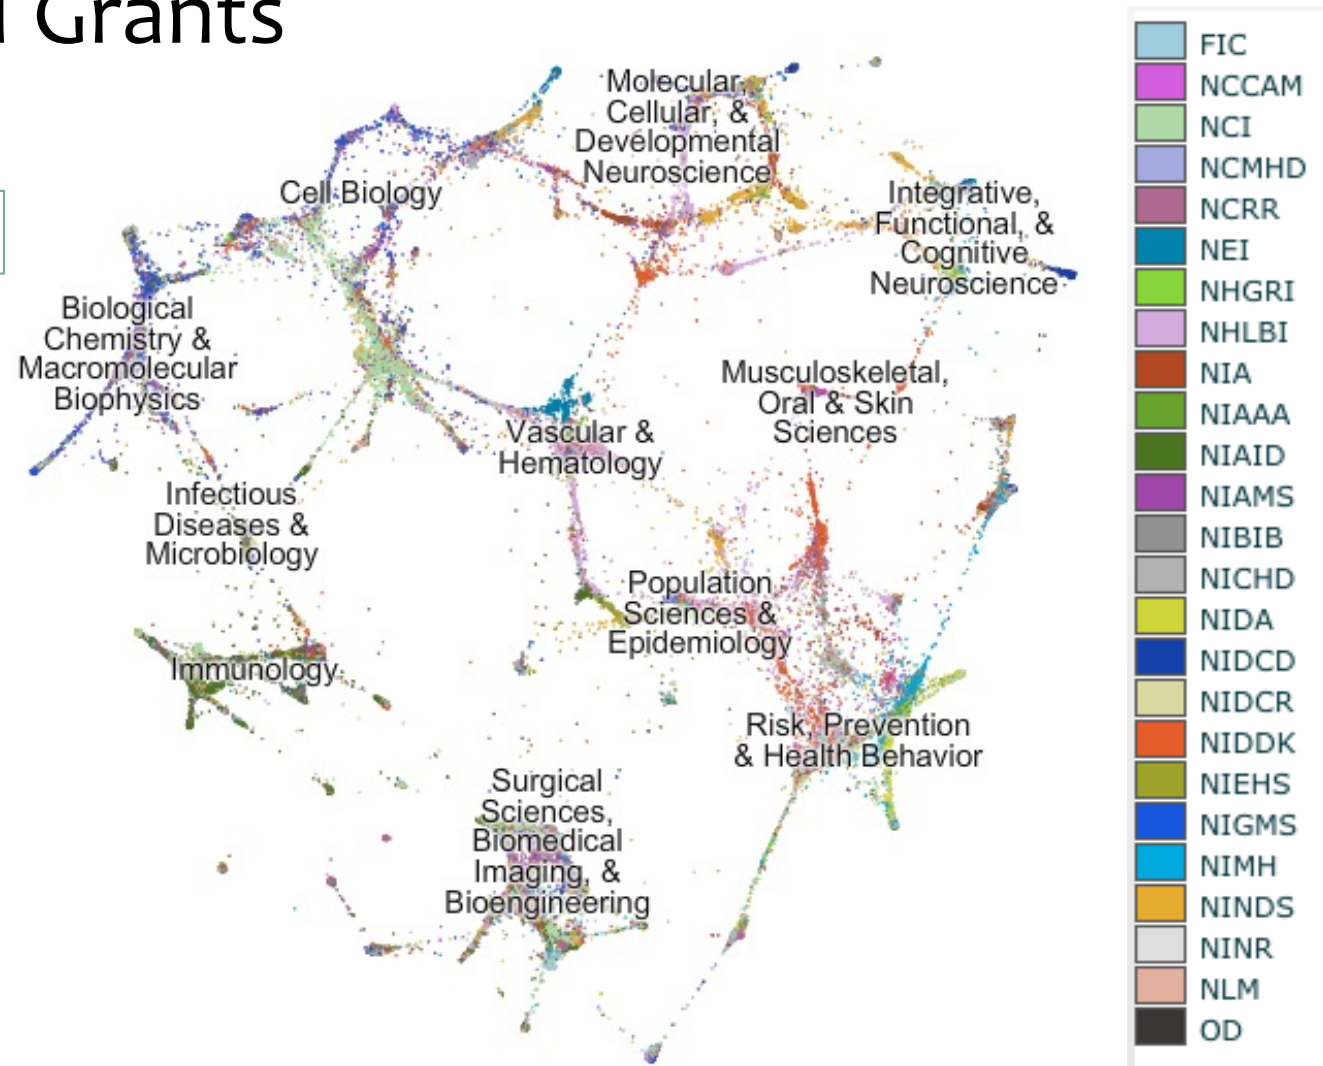 Grants
Molecular,
Cellular, &
Developmental
Neuroscience
Cell Biology
Integrative,
Functional, &
Cognitive
Neuroscience
Biological
Chemistry &
Macromolecular
Biophysics
Musculoskeletal,
Oral & Skin
Sciences
Vascular &
Hematology
Infectious
Diseases &
Microbiology
Population
Sciences &
Epidemiology
Immunology
Risk, Prevention
& Health Behavior
Surgical
Sciences,
Biomedical
Imaging, &
Bioengineering
FIC
NCCAM
NCI
NCMHD
NCRR
NEI
NHGRI
NHLBI
NIA
NIAAA
NIAID
NIAMS
NIBIB
NICHD
NIDA
NIDCD
NIDCR
NIDDK
NIEHS
NIGMS
NIMH
NINDS
NINR
NLM
OD